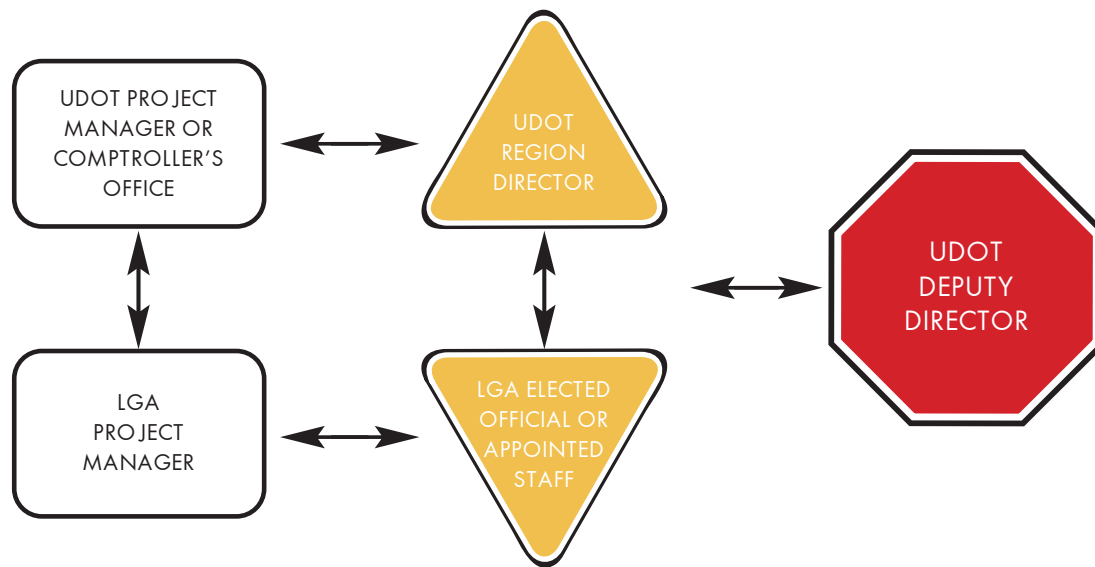 UDOT PROJECT
MANAGER OR
COMPTROLLER'S
OFFICE
UDOT
REGION
DIRECTOR
UDOT
DEPUTY
DIRECTOR
LGA
PROJECT
MANAGER
LGA ELECTED
OFFICIAL OR
APPOINTED
STAFF